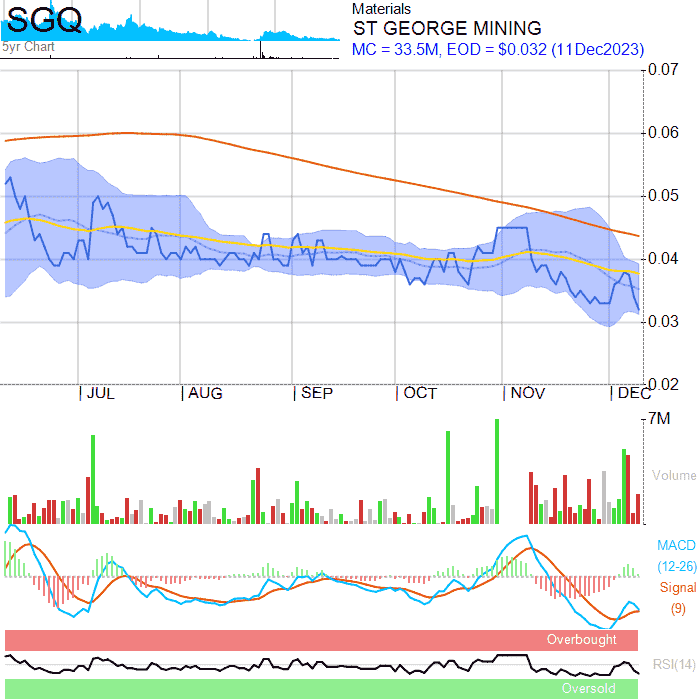 SGQ
5yr Chart
Materials
ST GEORGE MINING
MC = 33.5M, EOD = $0.032 (11Dec2023)
0.07
0.06
0.05
0.04
0.03
0.02
JUL AUG SEP OCT NOV DEC
7M
Volume
MACD
(12-26)
Signal
(9)
Overbought
RSI(14)
Oversold